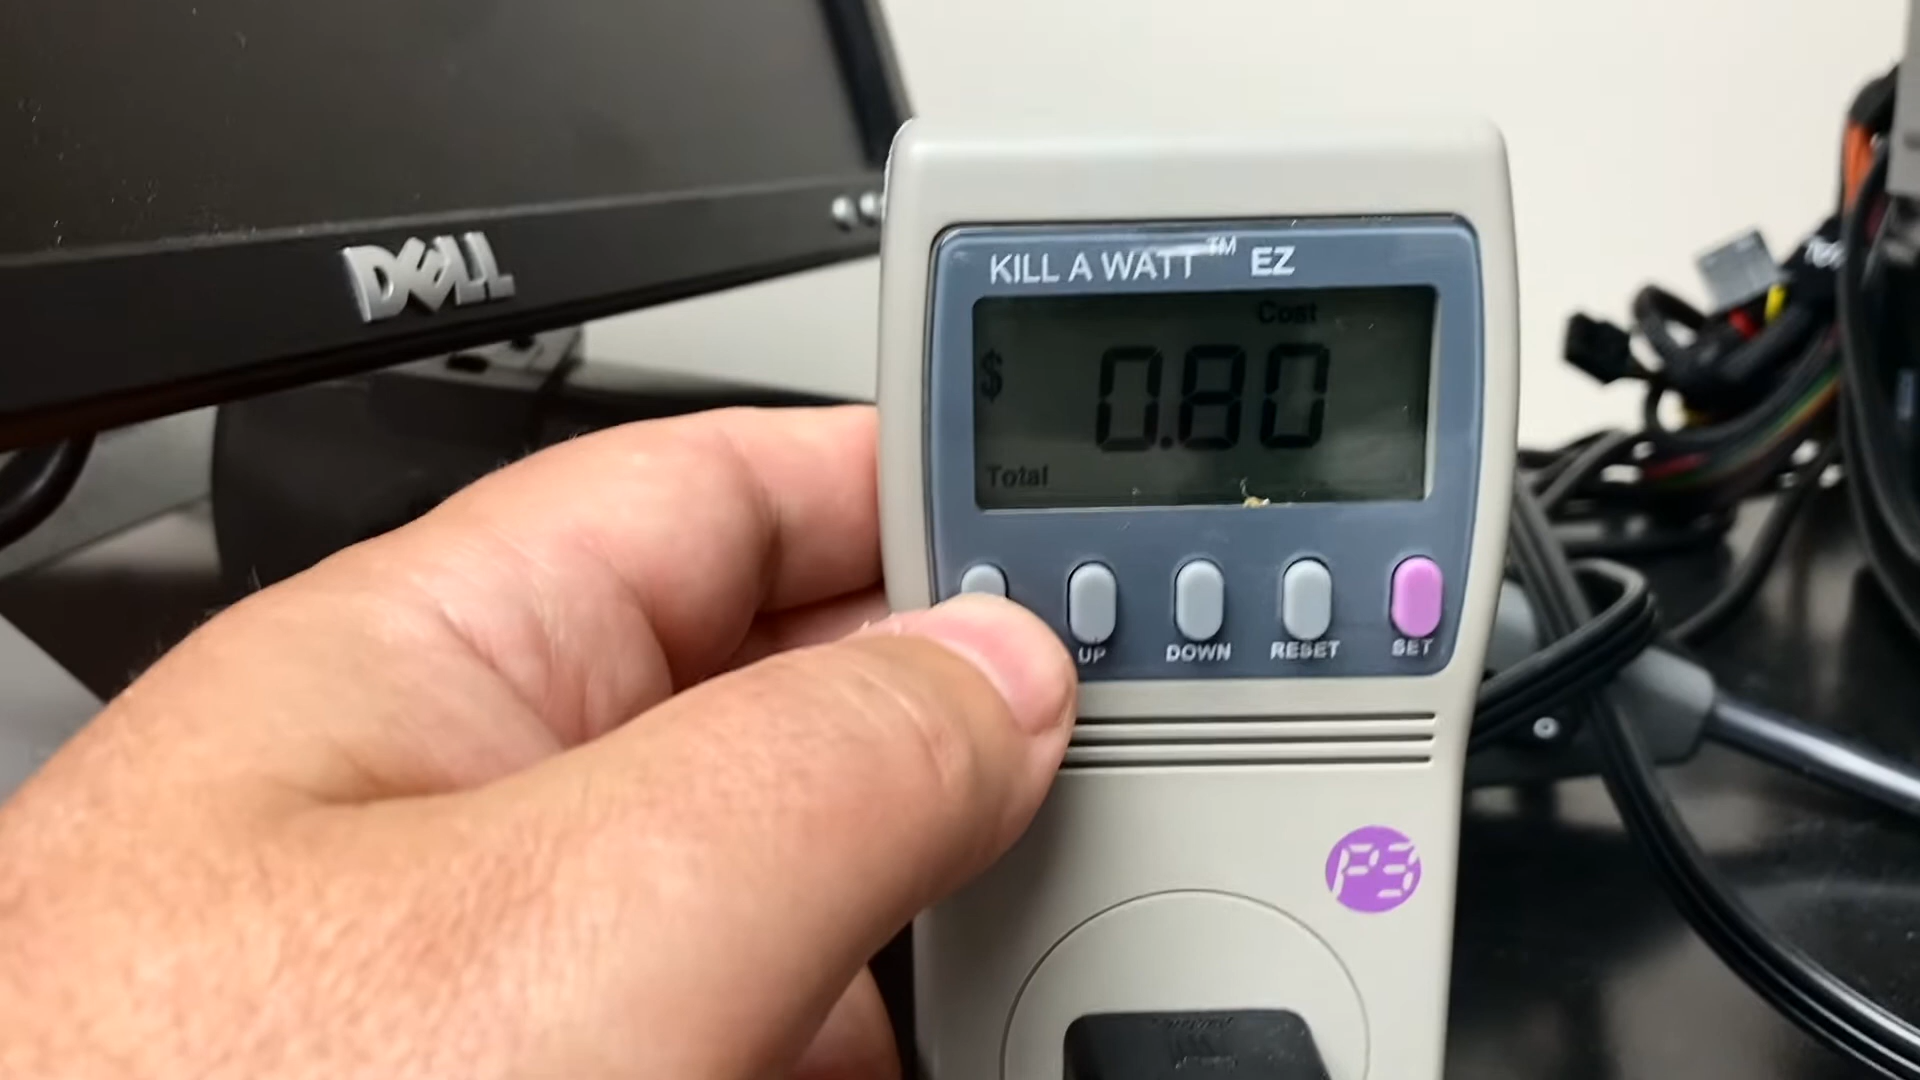 DELL
KILL A WATT™ EZ
Cost
$ 0.80
Total
UP DOWN RESET SET
P3